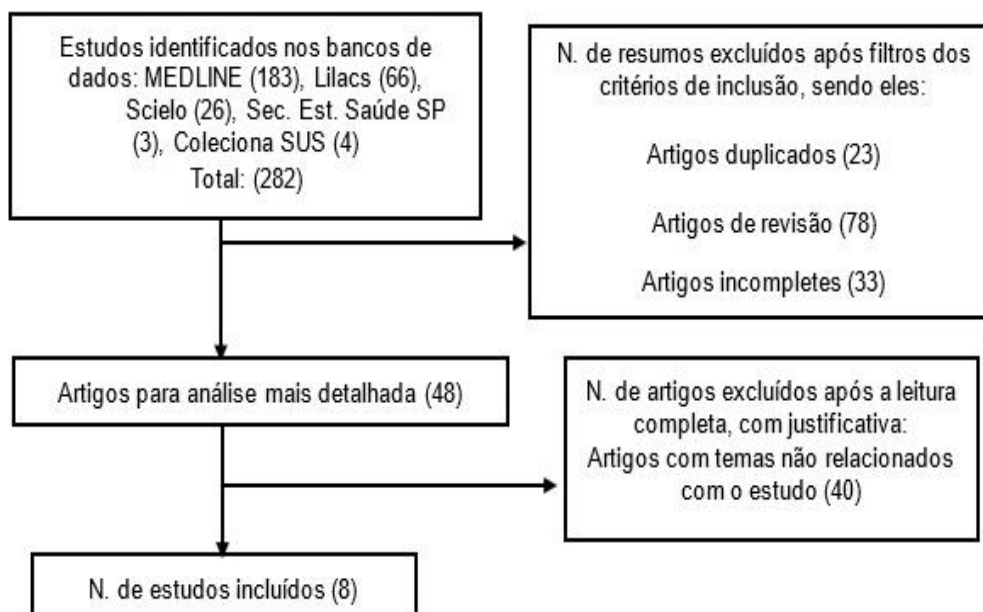 Estudos identificados nos bancos de
dados: MEDLINE (183), Lilacs (66),
Scielo (26), Sec. Est. Saúde SP
(3), Coleciona SUS (4)
Total: (282)
N. de resumos excluídos após filtros dos
critérios de inclusão, sendo eles:
Artigos duplicados (23)
Artigos de revisão (78)
Artigos incompletes (33)
Artigos para análise mais detalhada (48)
N. de artigos excluídos após a leitura
completa, com justificativa:
Artigos com temas não relacionados
com o estudo (40)
N. de estudos incluídos (8)